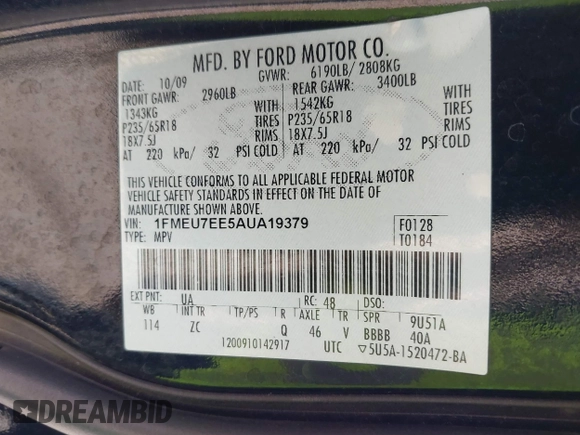 MFD. BY FORD MOTOR CO.
DATE: 10/09 GVWR: 6190LB/ 2808KG
FRONT GAWR: 2960LB REAR GAWR: 3400LB
1343KG WITH 1542KG WITH
P235/65R18 TIRES P235/65R18 TIRES
18X7.5J RIMS 18X7.5J RIMS
AT 220 kPa/ 32 PSI COLD AT 220 kPa/ 32 PSI COLD
THIS VEHICLE CONFORMS TO ALL APPLICABLE FEDERAL MOTOR
VEHICLE SAFETY STANDARDS IN EFFECT ON THE DATE OF
MANUFACTURE SHOWN ABOVE.
VIN: 1FMEU7EE5AUA19379 F0128
TYPE: MPV T0184
EXT PNT: UA RC: 48 DSO:
WB INT TR TP/PS R AXLE TR SPR 9U51A
114 ZC Q 46 V BBBB 40A
1200910142917 UTC ▽5U5A-1520472-BA
DREAMBID